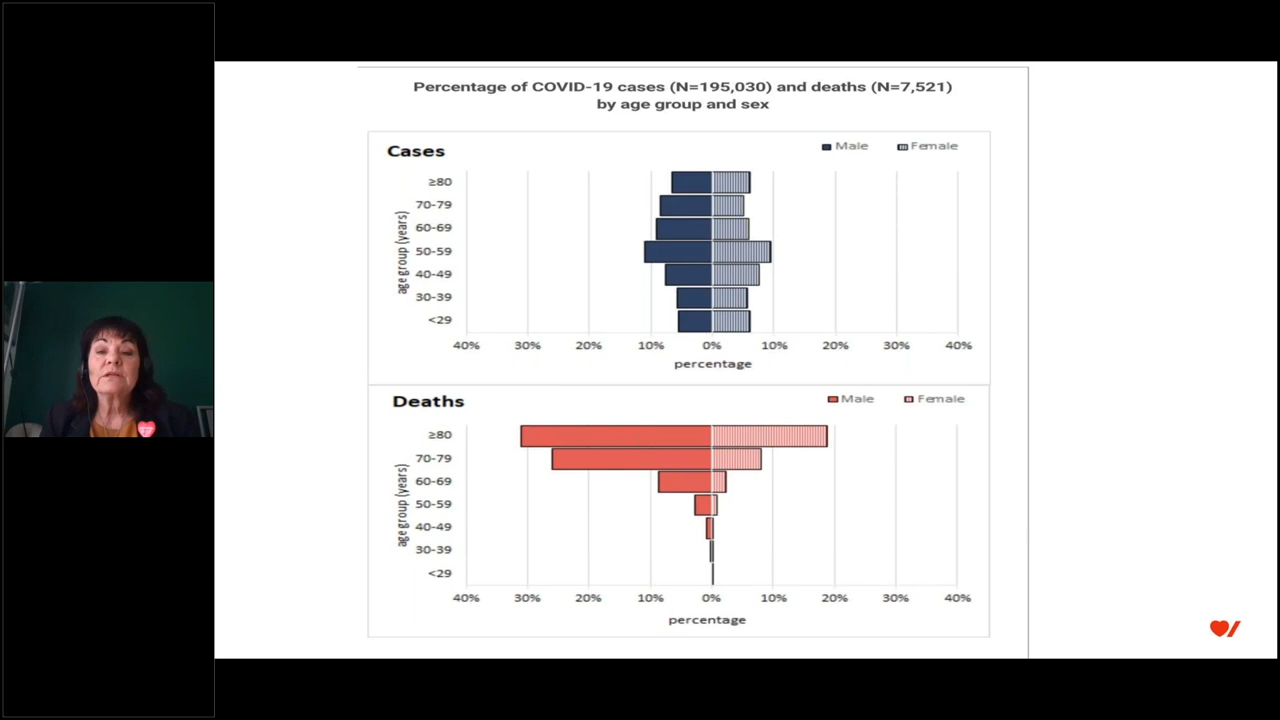 Percentage of COVID-19 cases (N=195,030) and deaths (N=7,521)
by age group and sex
Cases
Male Female
age group (years)
≥80
70-79
60-69
50-59
40-49
30-39
<29
40% 30% 20% 10% 0% 10% 20% 30% 40%
percentage
Deaths
Male Female
age group (years)
≥80
70-79
60-69
50-59
40-49
30-39
<29
40% 30% 20% 10% 0% 10% 20% 30% 40%
percentage